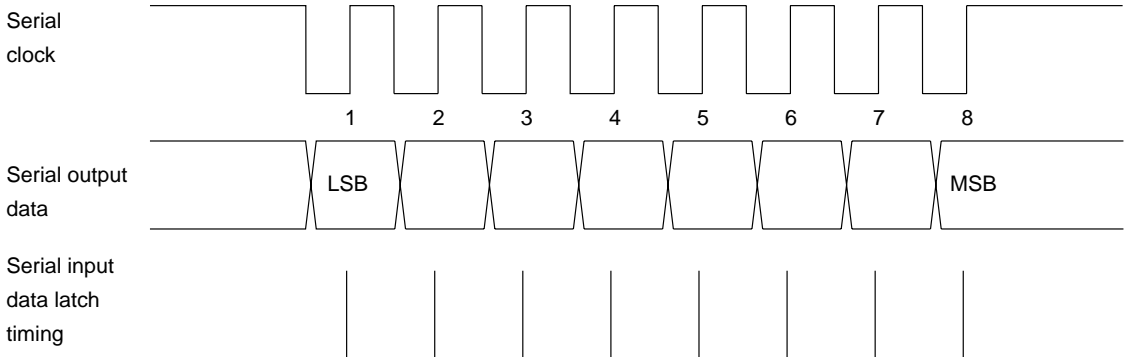 Serial
clock
1 2 3 4 5 6 7 8
Serial output
data
LSB MSB
Serial input
data latch
timing